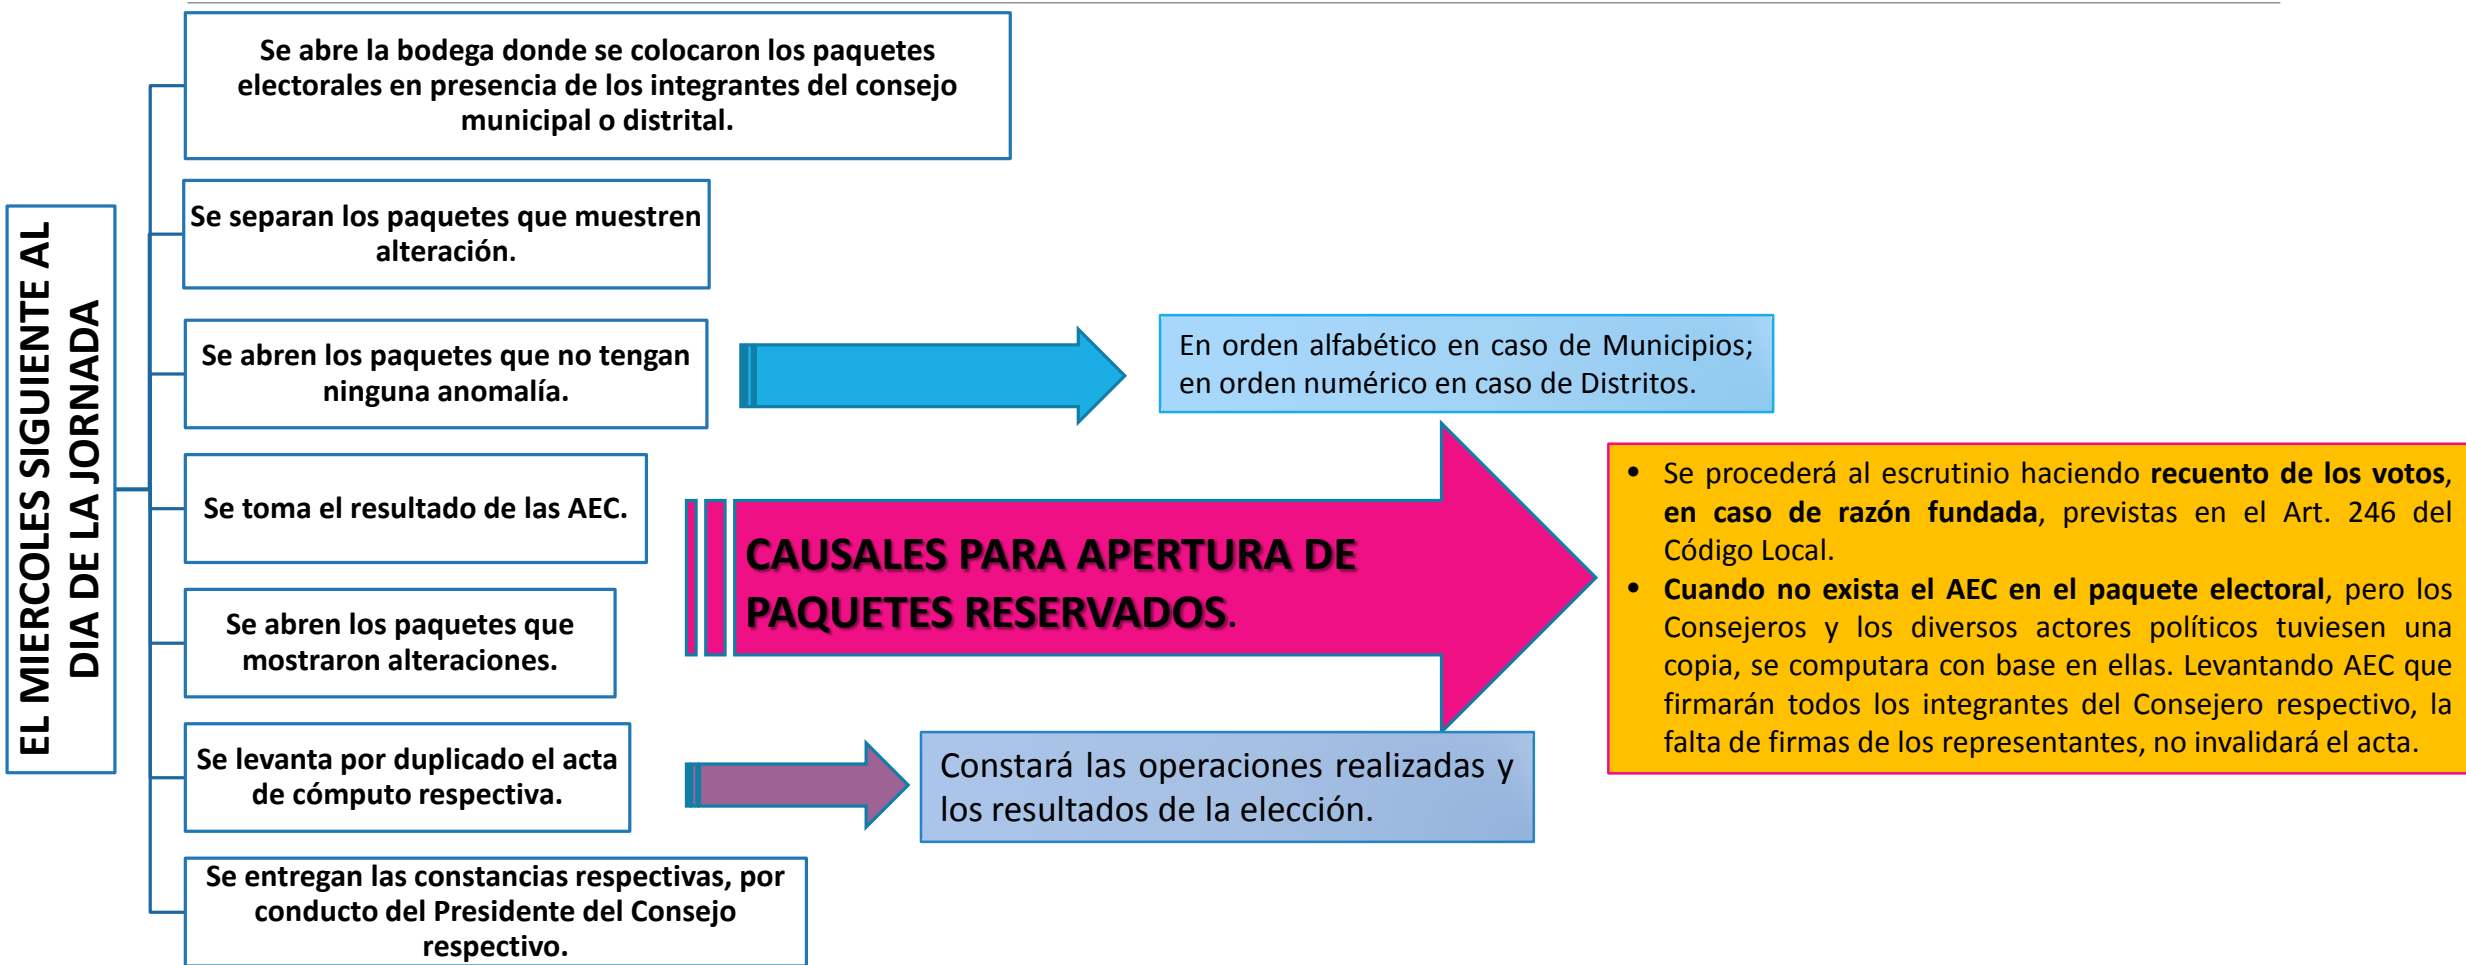 EL MIERCOLES SIGUIENTE AL
DIA DE LA JORNADA
Se abre la bodega donde se colocaron los paquetes
electorales en presencia de los integrantes del consejo
municipal o distrital.
Se separan los paquetes que muestren
alteración.
Se abren los paquetes que no tengan
ninguna anomalía.
En orden alfabético en caso de Municipios;
en orden numérico en caso de Distritos.
Se toma el resultado de las AEC.
Se abren los paquetes que
mostraron alteraciones.
CAUSALES PARA APERTURA DE
PAQUETES RESERVADOS.
• Se procederá al escrutinio haciendo recuento de los votos,
en caso de razón fundada, previstas en el Art. 246 del
Código Local.
• Cuando no exista el AEC en el paquete electoral, pero los
Consejeros y los diversos actores políticos tuviesen una
copia, se computara con base en ellas. Levantando AEC que
firmarán todos los integrantes del Consejero respectivo, la
falta de firmas de los representantes, no invalidará el acta.
Se levanta por duplicado el acta
de cómputo respectiva.
Constará las operaciones realizadas y
los resultados de la elección.
Se entregan las constancias respectivas, por
conducto del Presidente del Consejo
respectivo.